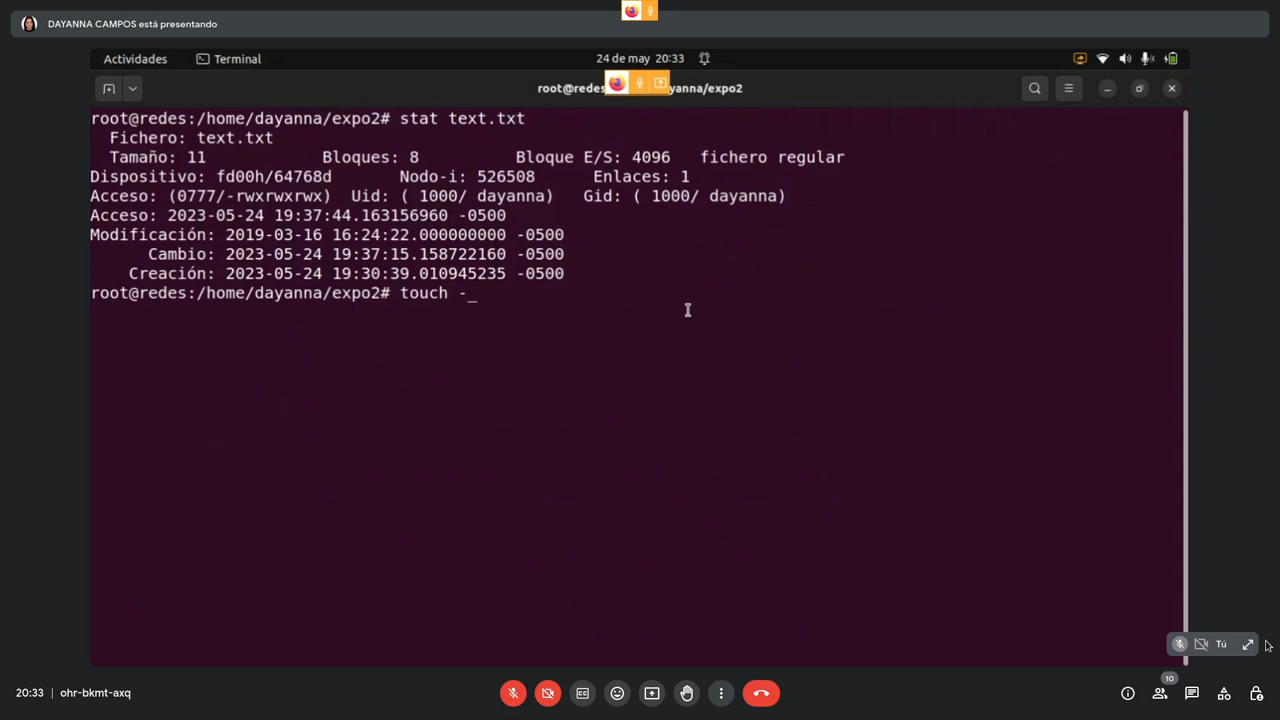 DAYANNA CAMPOS está presentando
Actividades Terminal 24 de may 20:33
root@redes yanna/expo2
root@redes:/home/dayanna/expo2# stat text.txt
Fichero: text.txt
Tamaño: 11 Bloques: 8 Bloque E/S: 4096 fichero regular
Dispositivo: fd00h/64768d Nodo-i: 526508 Enlaces: 1
Acceso: (0777/-rwxrwxrwx) Uid: ( 1000/ dayanna) Gid: ( 1000/ dayanna)
Acceso: 2023-05-24 19:37:44.163156960 -0500
Modificación: 2019-03-16 16:24:22.000000000 -0500
Cambio: 2023-05-24 19:37:15.158722160 -0500
Creación: 2023-05-24 19:30:39.010945235 -0500
root@redes:/home/dayanna/expo2# touch -_
Tú
20:33 ohr-bkmt-axq 10